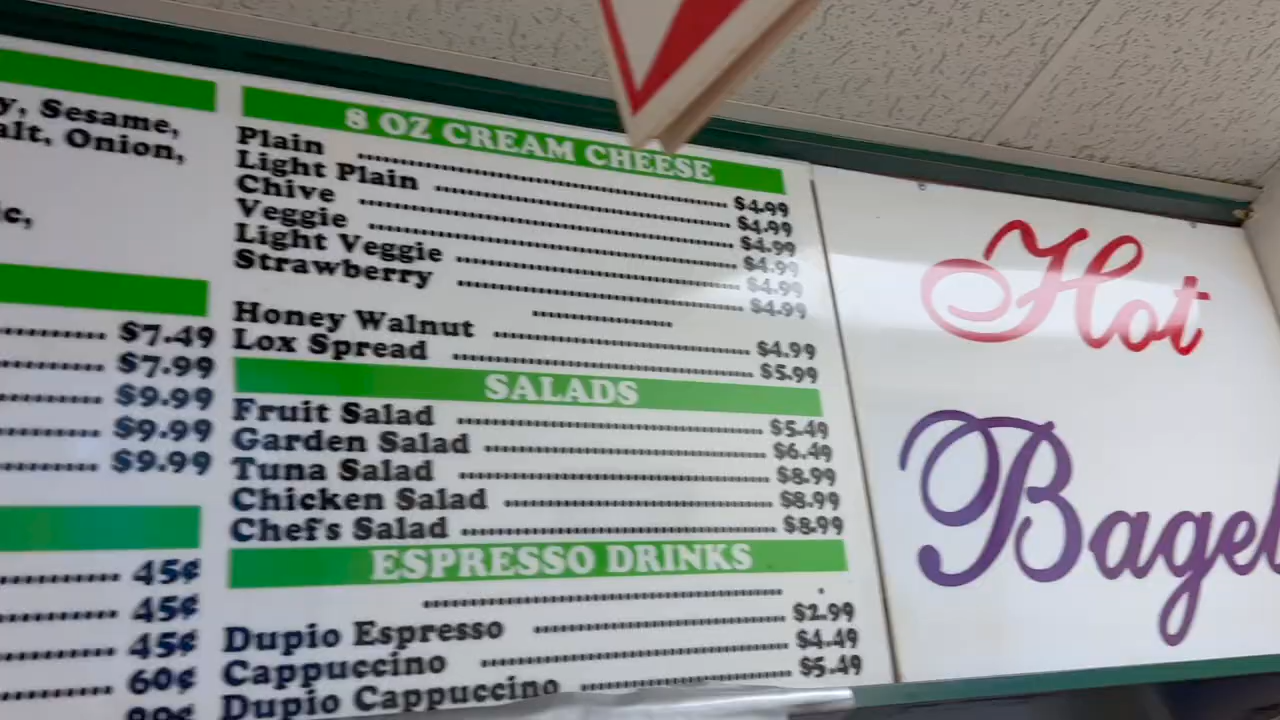 y, Sesame,
alt, Onion,
c,
$7.49
$7.99
$9.99
$9.99
$9.99
45¢
45¢
45¢
60¢
8 OZ CREAM CHEESE
Plain $4.99
Light Plain $4.99
Chive $4.99
Veggie $4.99
Light Veggie $4.99
Strawberry $4.99
Honey Walnut $4.99
Lox Spread $5.99
SALADS
Fruit Salad $5.49
Garden Salad $6.49
Tuna Salad $8.99
Chicken Salad $8.99
Chef's Salad $8.99
ESPRESSO DRINKS
Dupio Espresso $2.99
Cappuccino $4.49
Dupio Cappuccino $5.49
Hot
Bagel